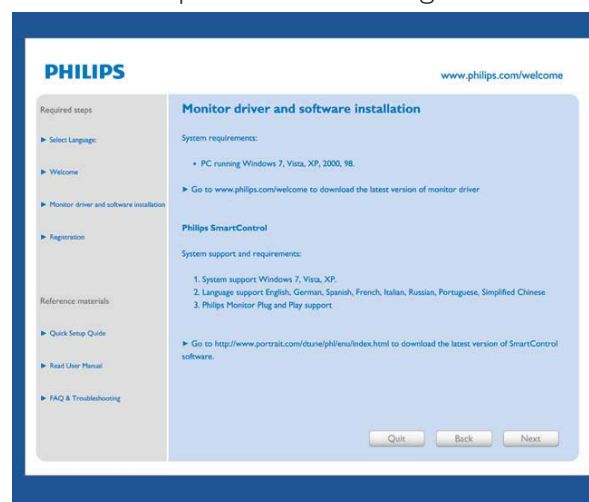 PHILIPS
www.philips.com/welcome
Required steps
► Select Language:
► Welcome
► Monitor driver and software installation
► Registration
Reference materials
► Quick Setup Guide
► Read User Manual
► FAQ & Troubleshooting
Monitor driver and software installation
System requirements:
• PC running Windows 7, Vista, XP, 2000, 98.
► Go to www.philips.com/welcome to download the latest version of monitor driver
Philips SmartControl
System support and requirements:
1. System support Windows 7, Vista, XP.
2. Language support English, German, Spanish, French, Italian, Russian, Portuguese, Simplified Chinese
3. Philips Monitor Plug and Play support
► Go to http://www.portrait.com/dtune/phl/enu/index.html to download the latest version of SmartControl
software.
Quit
Back
Next